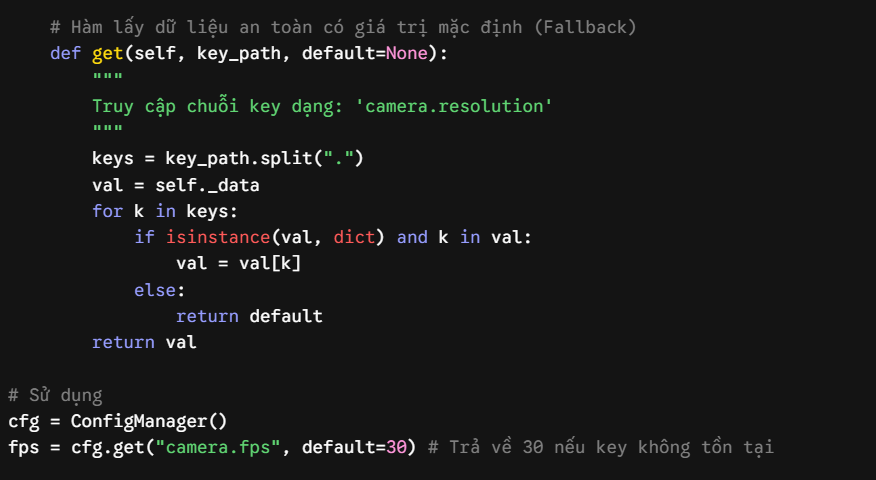 # Hàm lấy dữ liệu an toàn có giá trị mặc định (Fallback)
def get(self, key_path, default=None):
"""
Truy cập chuỗi key dạng: 'camera.resolution'
"""
keys = key_path.split(".")
val = self._data
for k in keys:
if isinstance(val, dict) and k in val:
val = val[k]
else:
return default
return val
# Sử dụng
cfg = ConfigManager()
fps = cfg.get("camera.fps", default=30) # Trả về 30 nếu key không tồn tại